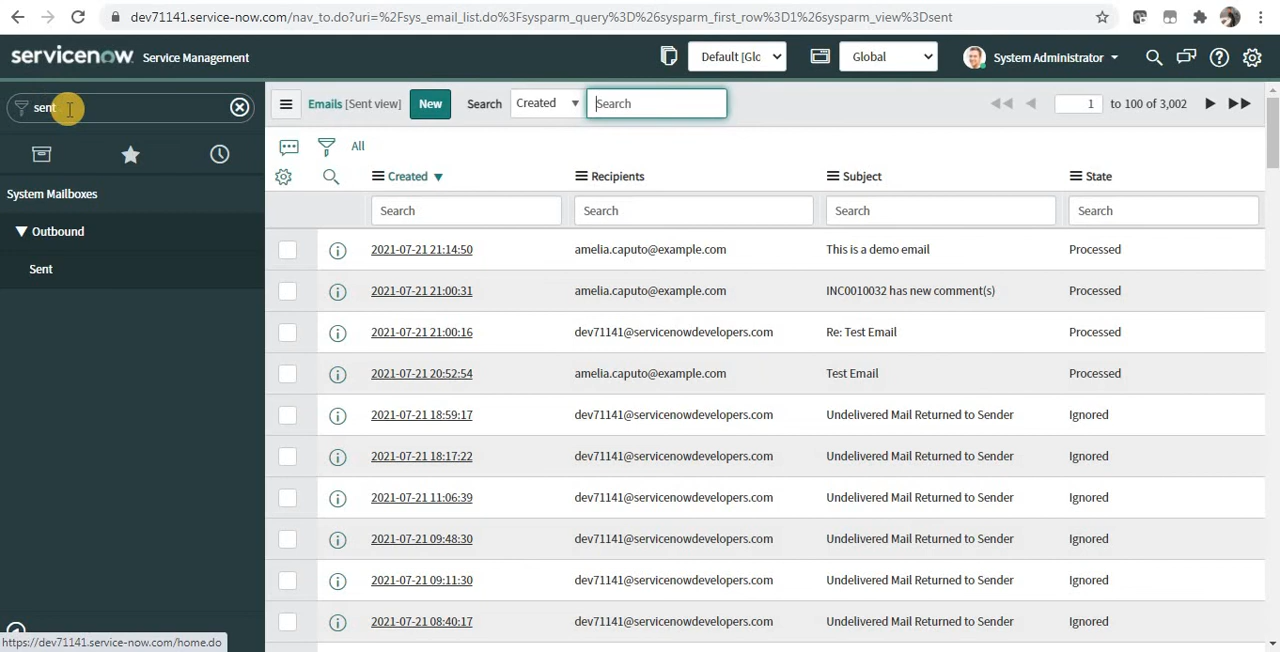 dev71141.service-now.com/nav_to.do?uri=%2Fsys_email_list.do%3Fsysparm_query%3D%26sysparm_first_row%3D1%26sysparm_view%3Dsent
servicenow Service Management Default [Glc Global System Administrator
sent Emails [Sent view] New Search Created Search 1 to 100 of 3,002
All
Created Recipients Subject State
System Mailboxes
Search Search Search Search
Outbound
2021-07-21 21:14:50 amelia.caputo@example.com This is a demo email Processed
Sent
2021-07-21 21:00:31 amelia.caputo@example.com INC0010032 has new comment(s) Processed
2021-07-21 21:00:16 dev71141@servicenowdevelopers.com Re: Test Email Processed
2021-07-21 20:52:54 amelia.caputo@example.com Test Email Processed
2021-07-21 18:59:17 dev71141@servicenowdevelopers.com Undelivered Mail Returned to Sender Ignored
2021-07-21 18:17:22 dev71141@servicenowdevelopers.com Undelivered Mail Returned to Sender Ignored
2021-07-21 11:06:39 dev71141@servicenowdevelopers.com Undelivered Mail Returned to Sender Ignored
2021-07-21 09:48:30 dev71141@servicenowdevelopers.com Undelivered Mail Returned to Sender Ignored
2021-07-21 09:11:30 dev71141@servicenowdevelopers.com Undelivered Mail Returned to Sender Ignored
2021-07-21 08:40:17 dev71141@servicenowdevelopers.com Undelivered Mail Returned to Sender Ignored
https://dev71141.service-now.com/home.do